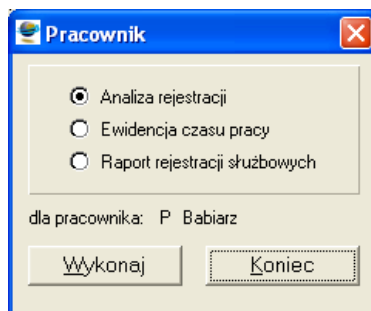 Pracownik
Analiza rejestracji
Ewidencja czasu pracy
Raport rejestracji służbowych
dla pracownika: P Babiarz
Wykonaj Koniec